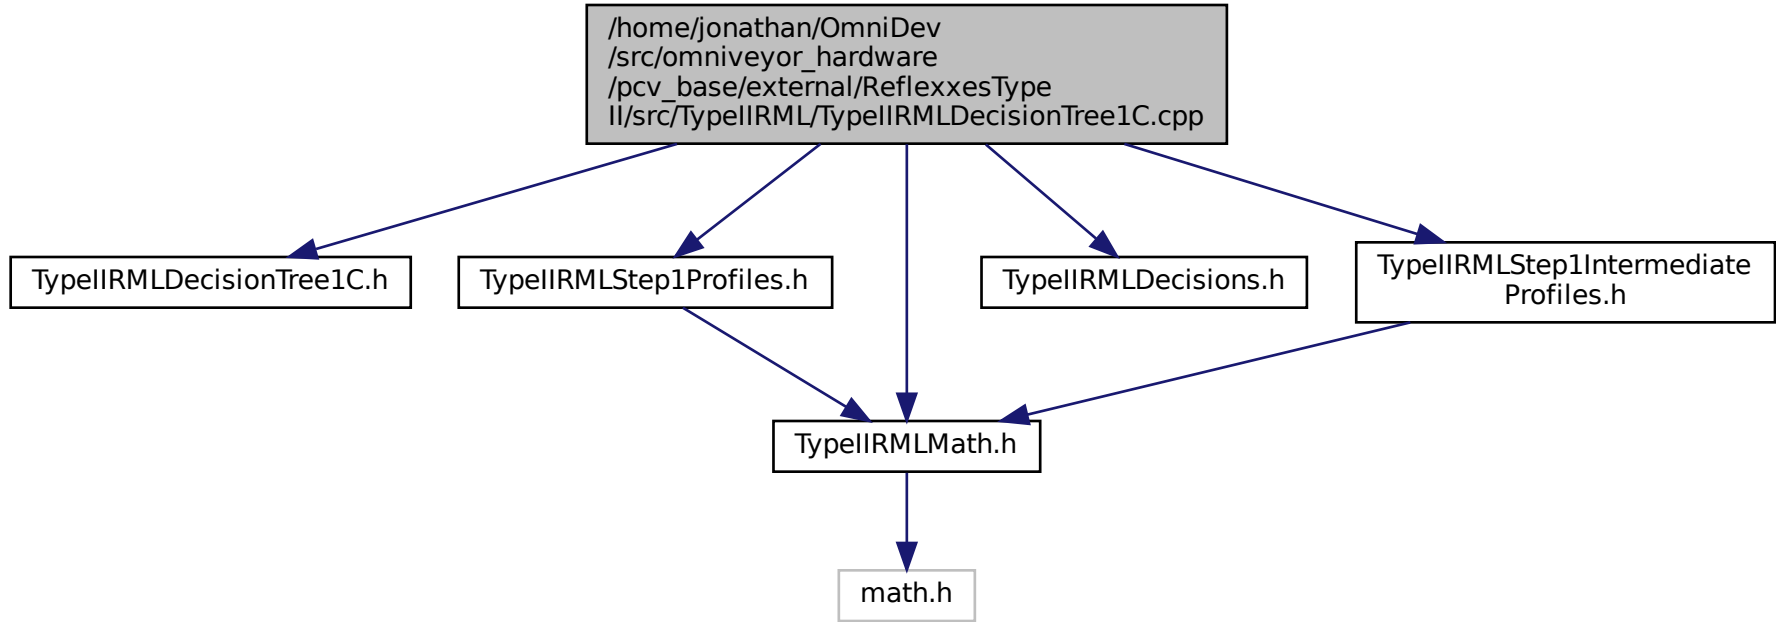 /home/jonathan/OmniDev
/src/omniveyor_hardware
/pcv_base/external/ReflexxesType
II/src/TypeIIRML/TypeIIRMLDecisionTree1C.cpp
TypeIIRMLDecisionTree1C.h
TypeIIRMLStep1Profiles.h
TypeIIRMLDecisions.h
TypeIIRMLStep1Intermediate
Profiles.h
TypeIIRMLMath.h
math.h